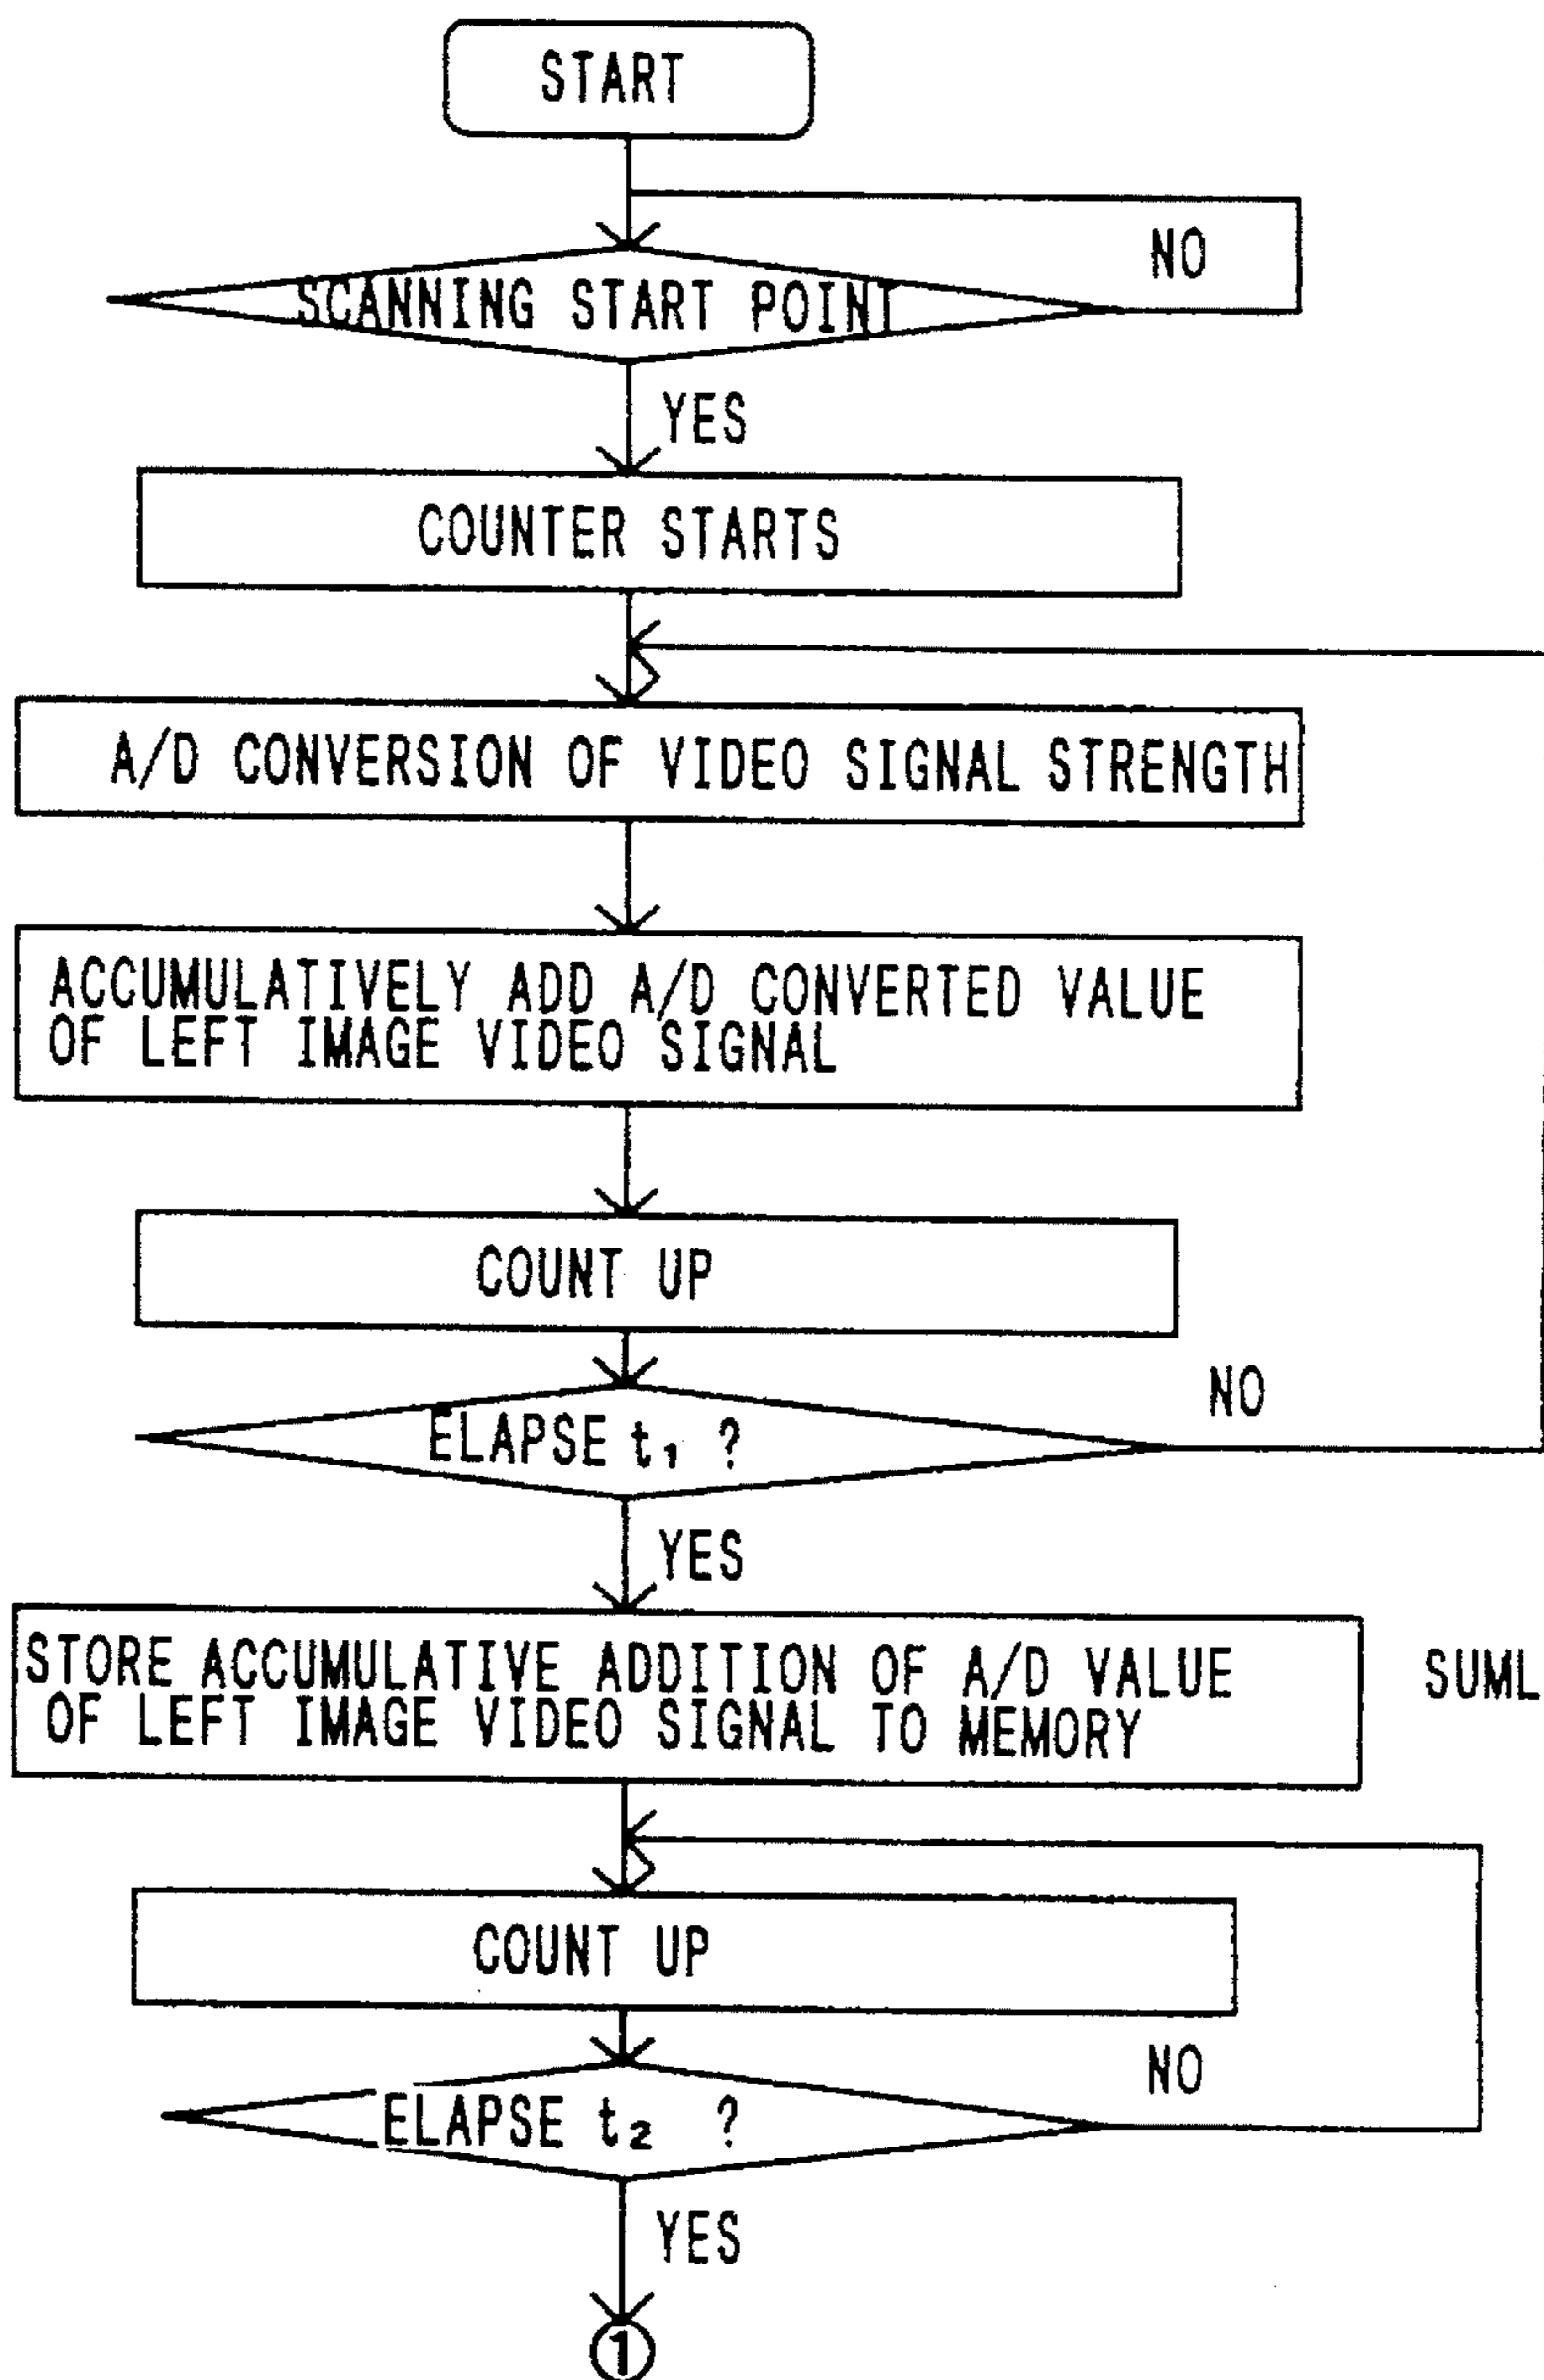 START
NO
SCANNING START POINT
YES
COUNTER STARTS
A/D CONVERSION OF VIDEO SIGNAL STRENGTH
ACCUMULATIVELY ADD A/D CONVERTED VALUE
OF LEFT IMAGE VIDEO SIGNAL
COUNT UP
NO
ELAPSE t₁ ?
YES
STORE ACCUMULATIVE ADDITION OF A/D VALUE
OF LEFT IMAGE VIDEO SIGNAL TO MEMORY
SUML
COUNT UP
NO
ELAPSE t₂ ?
YES
①